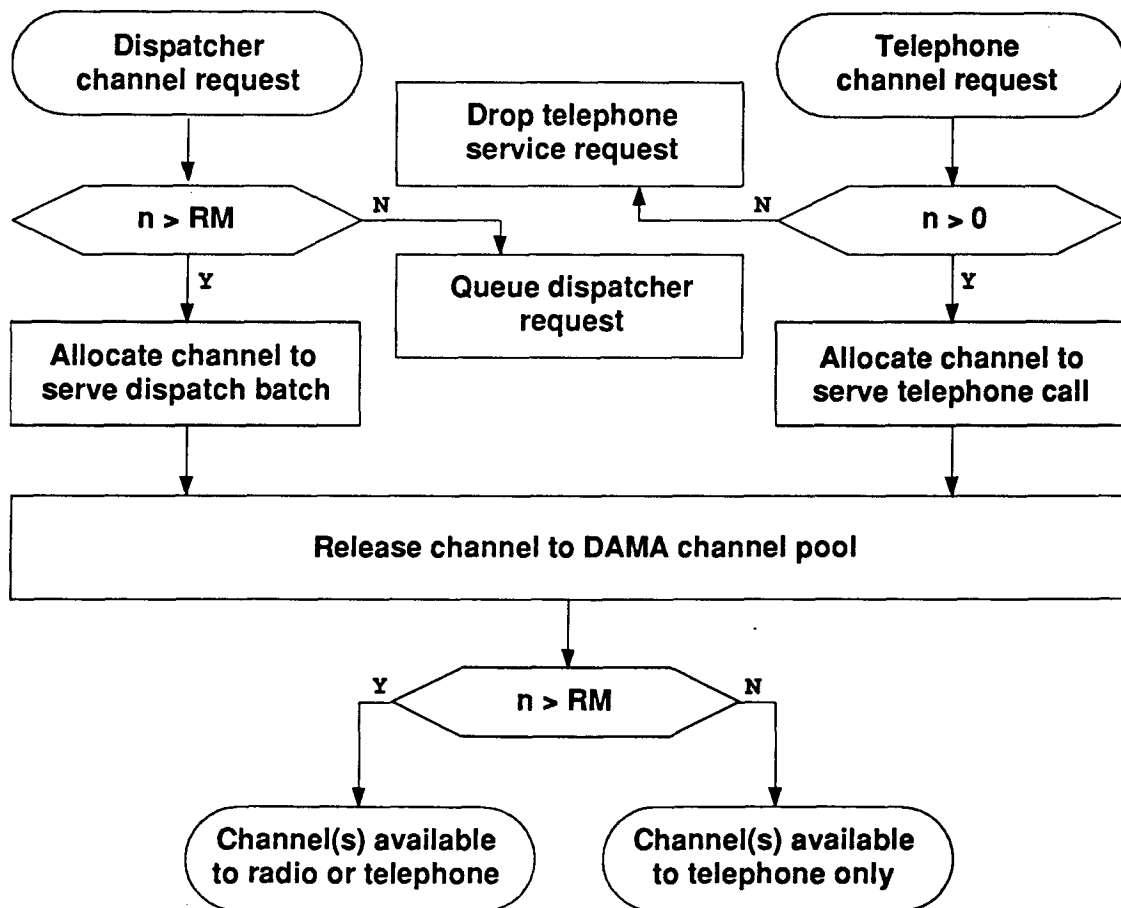 Dispatcher
channel request
Telephone
channel request
Drop telephone
service request
n > RM
N
N
n > 0
Y
Queue dispatcher
request
Y
Allocate channel to
serve dispatch batch
Allocate channel to
serve telephone call
Release channel to DAMA channel pool
Y
n > RM
N
Channel(s) available
to radio or telephone
Channel(s) available
to telephone only